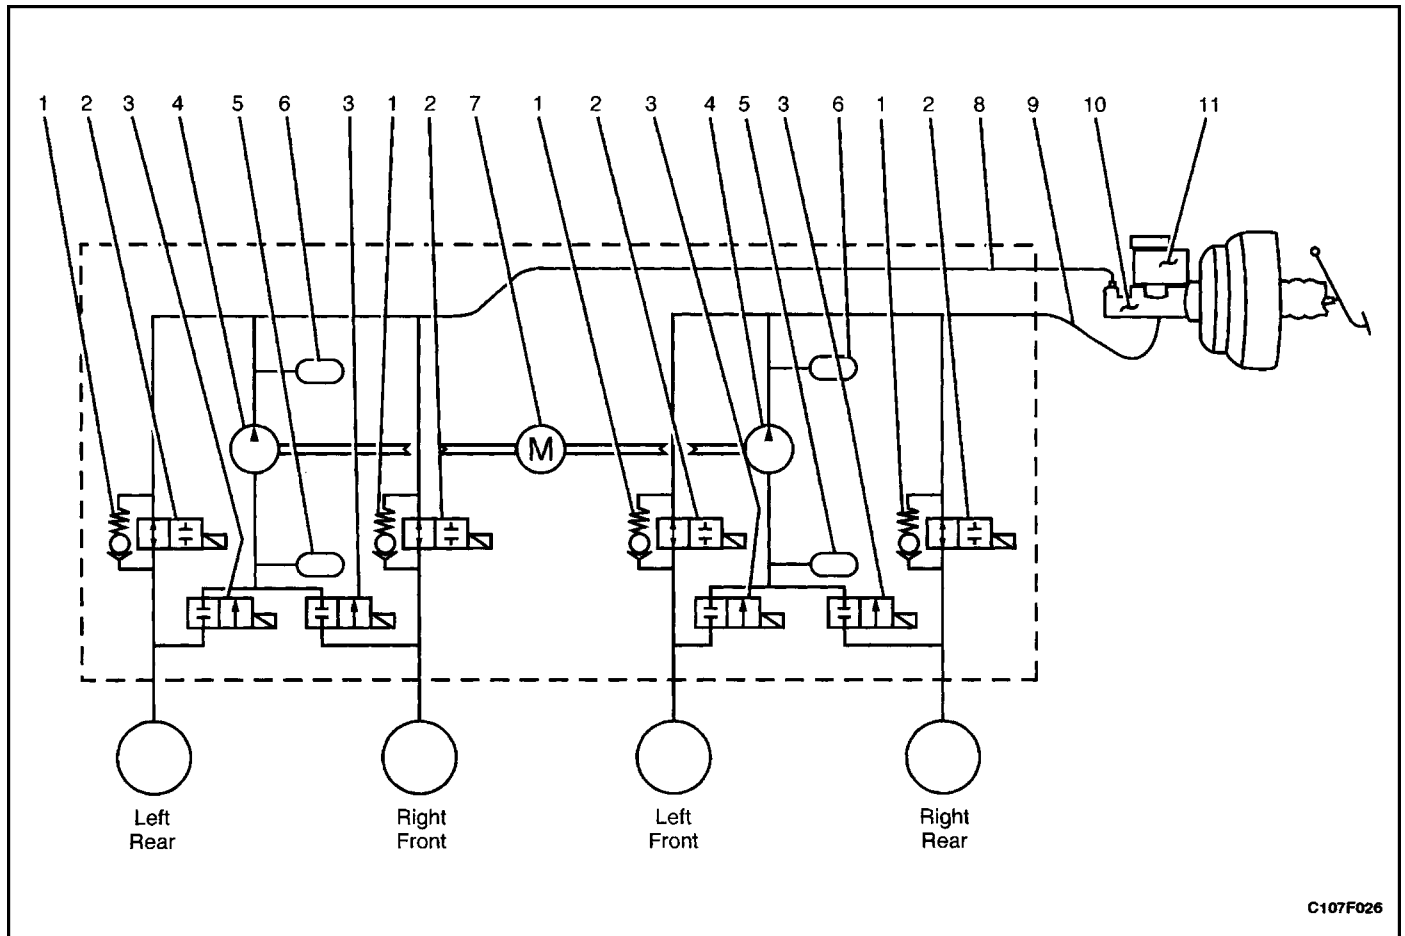 1 2 3 4 5 6 3 1 2 7 1 2 3 4 5 3 6 1 2 8 9 10 11
M
Left Rear
Right Front
Left Front
Right Rear
C107F026